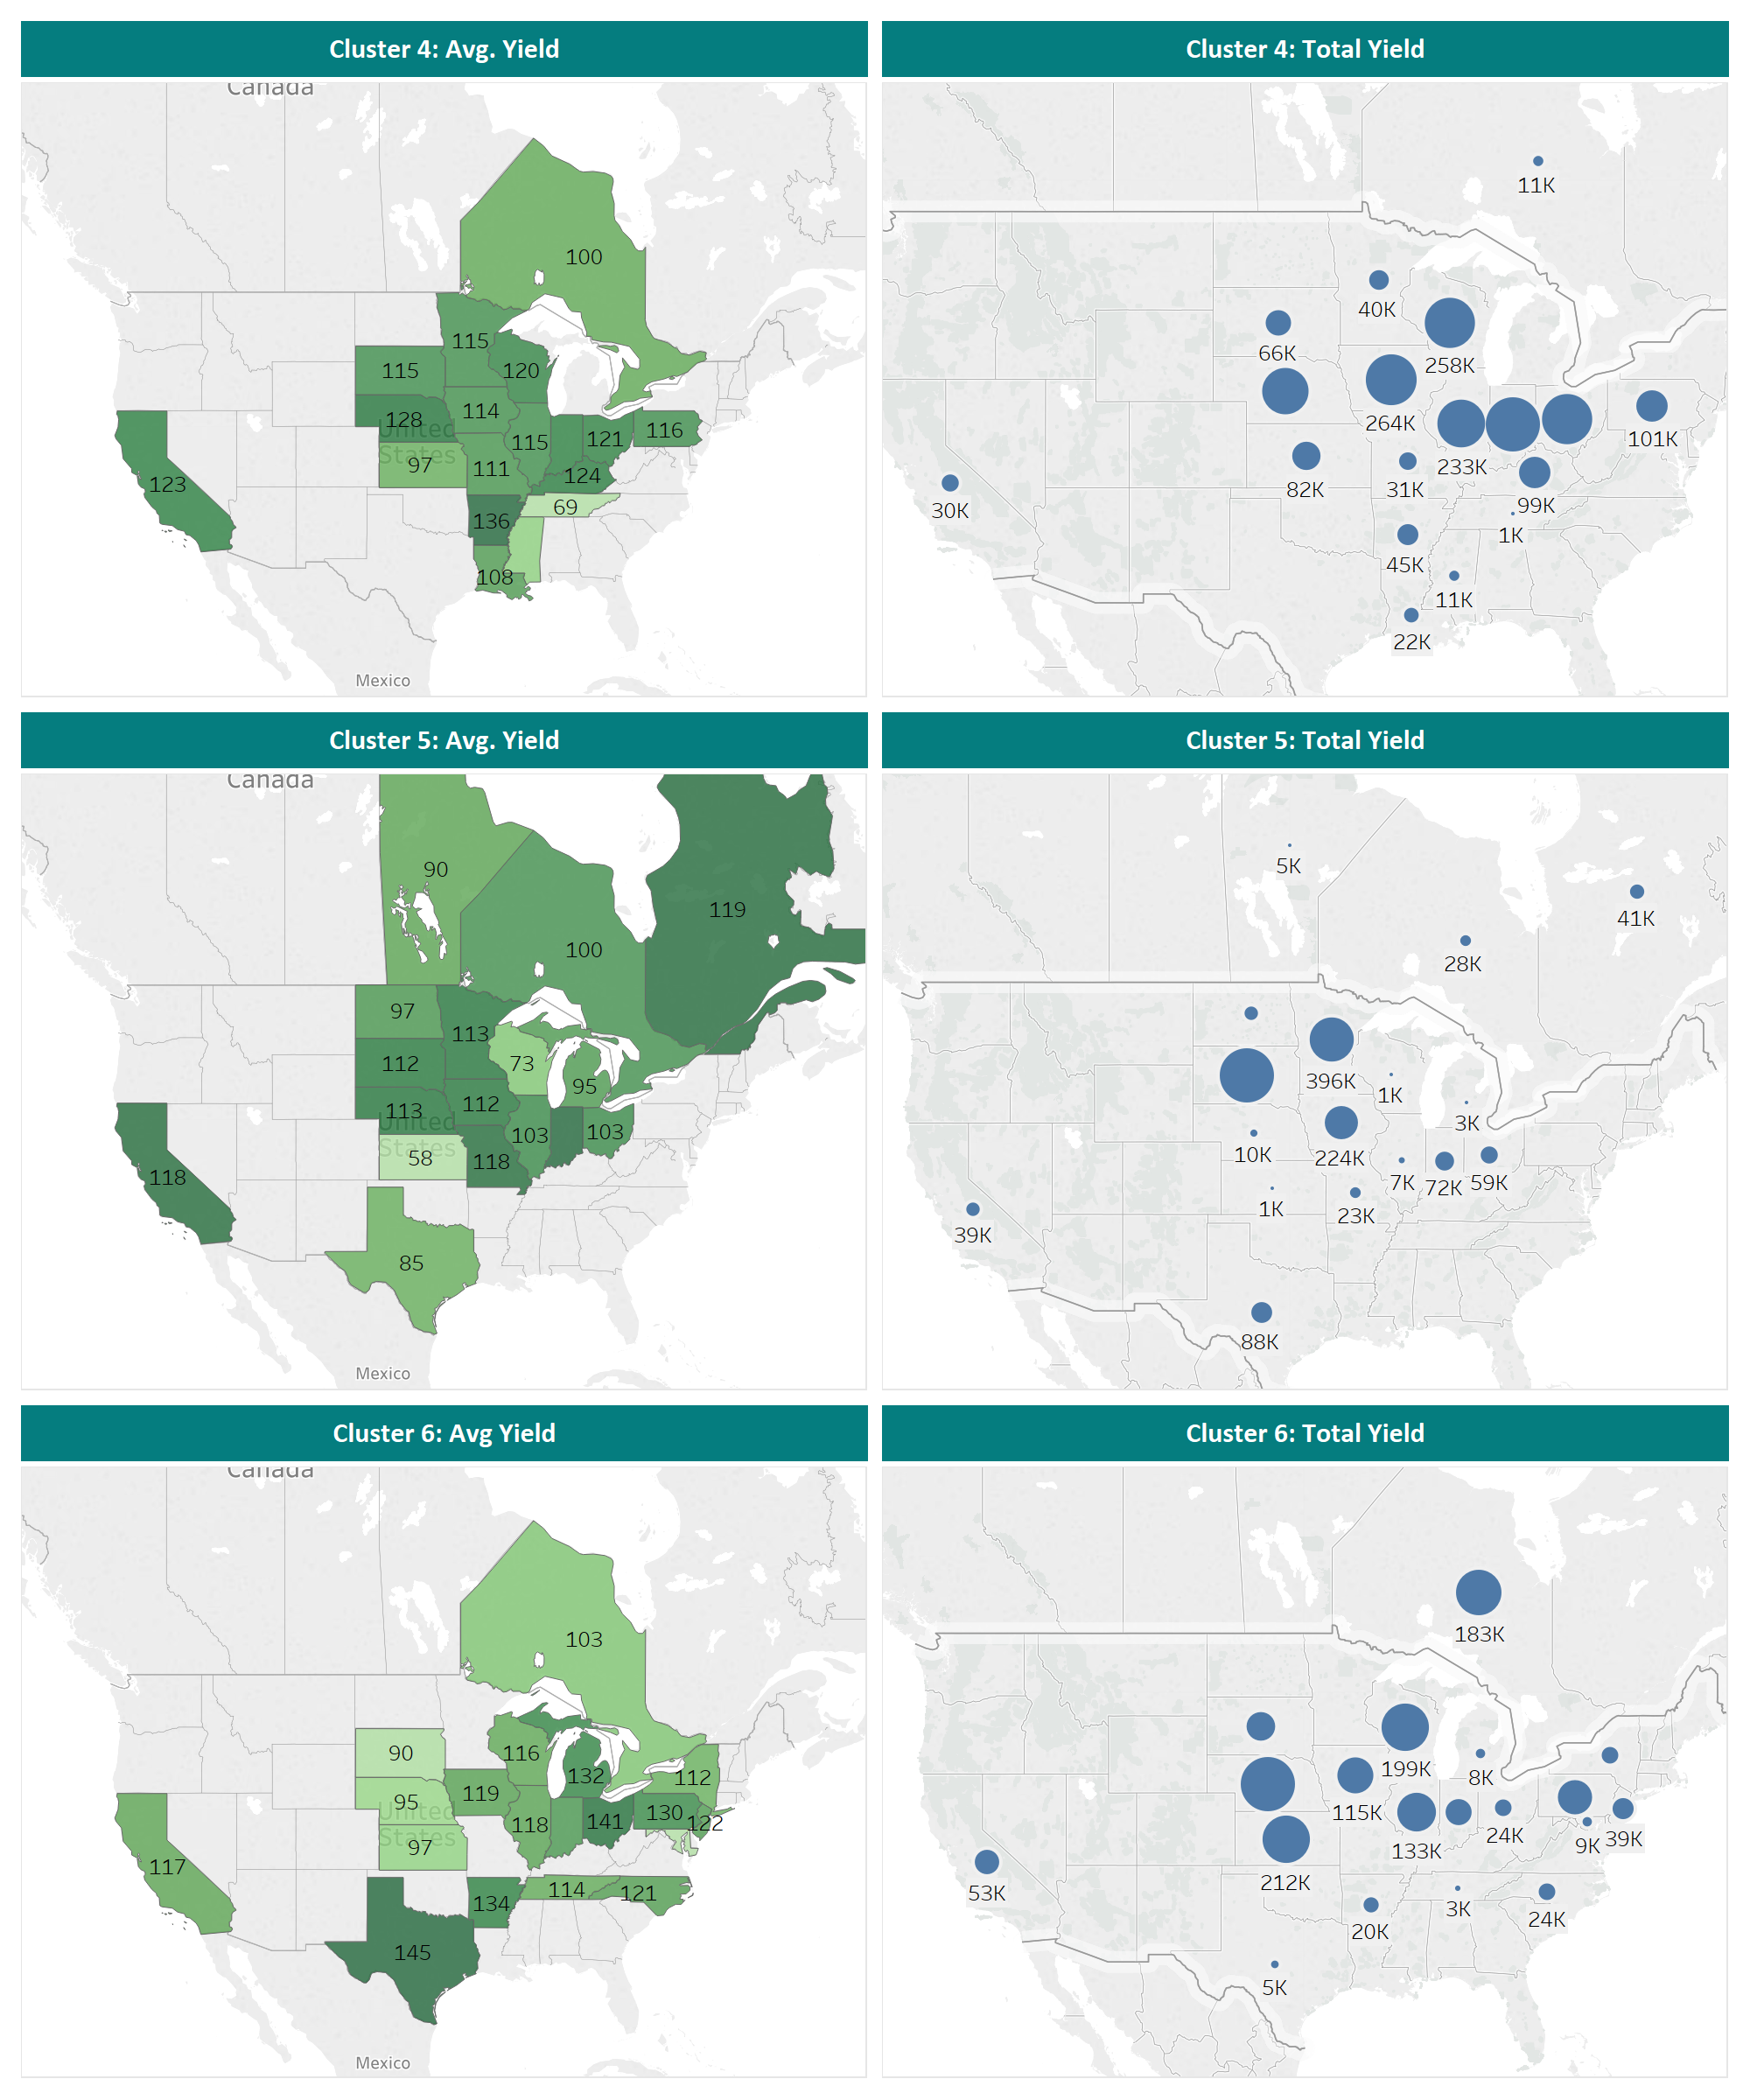 Cluster 4: Avg. Yield
Cluster 4: Total Yield
Canada
100
115
115
120
128
114
United
States
121
116
115
97
111
124
123
136
69
108
Mexico
11K
40K
66K
258K
264K
101K
233K
82K
31K
99K
30K
1K
45K
11K
22K
Cluster 5: Avg. Yield
Cluster 5: Total Yield
Canada
90
119
100
97
113
112
73
95
113
112
United
States
103
103
58
118
118
85
Mexico
5K
41K
28K
396K
1K
3K
10K
224K
7K
72K
59K
1K
23K
39K
88K
Cluster 6: Avg Yield
Cluster 6: Total Yield
Canada
103
90
116
132
112
95
119
United
States
118
141
130
122
97
117
114
121
134
145
Mexico
183K
199K
8K
115K
133K
24K
9K
39K
212K
53K
20K
3K
24K
5K